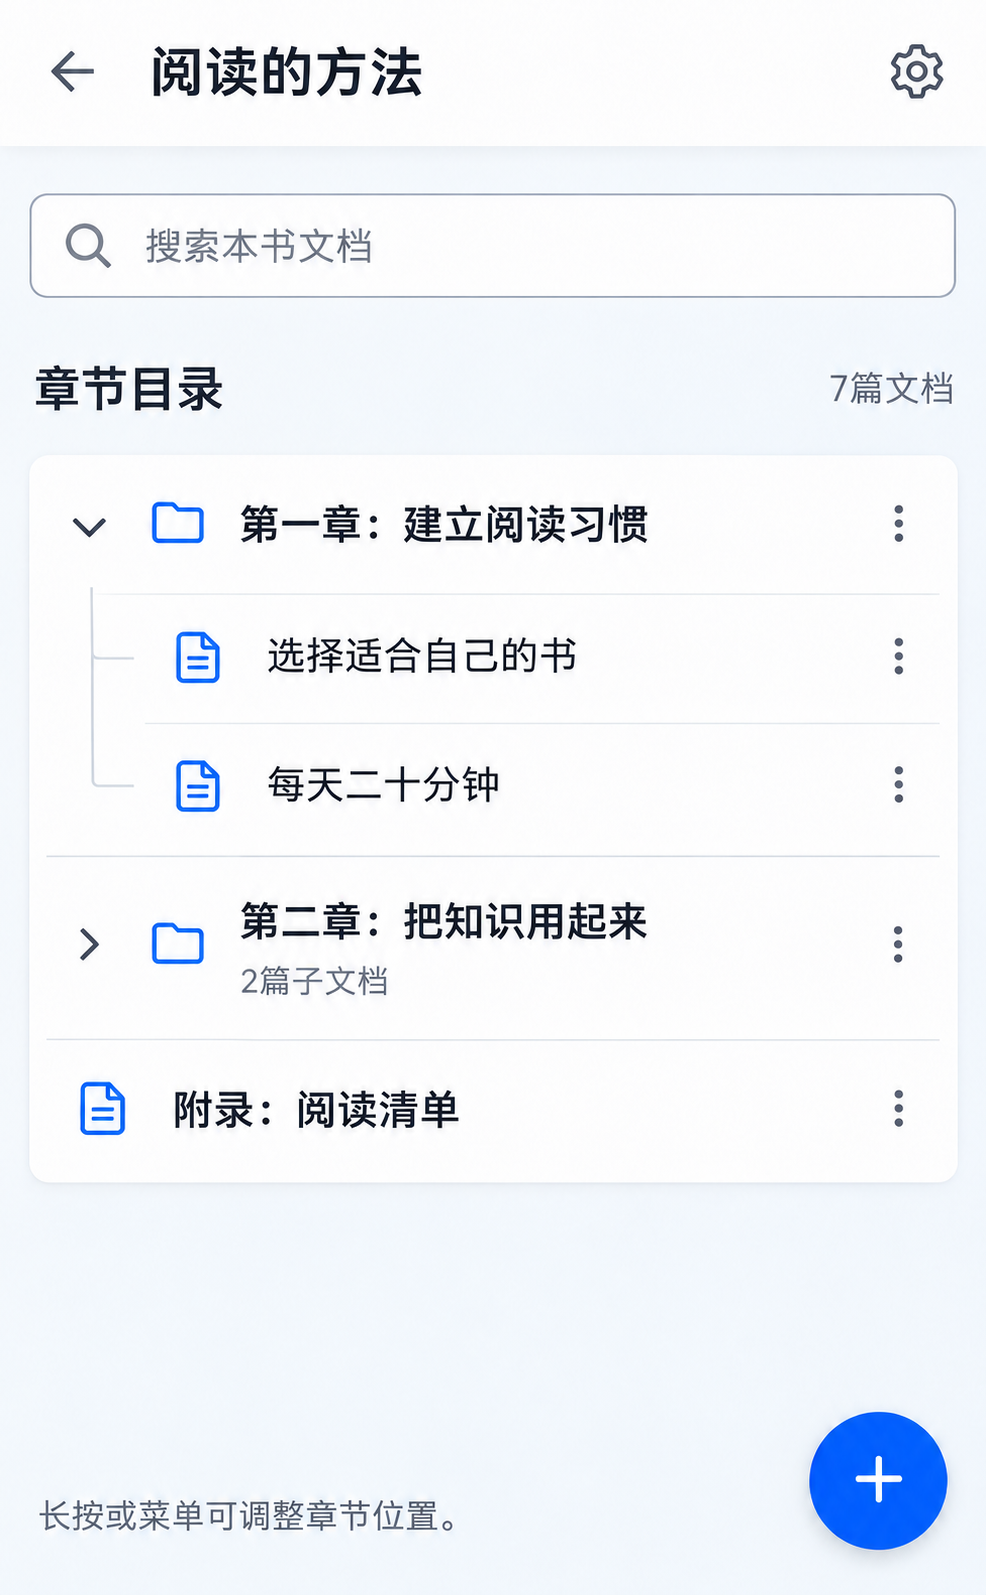 阅读的方法
搜索本书文档
章节目录
7篇文档
第一章：建立阅读习惯
选择适合自己的书
每天二十分钟
第二章：把知识用起来
2篇子文档
附录：阅读清单
长按或菜单可调整章节位置。